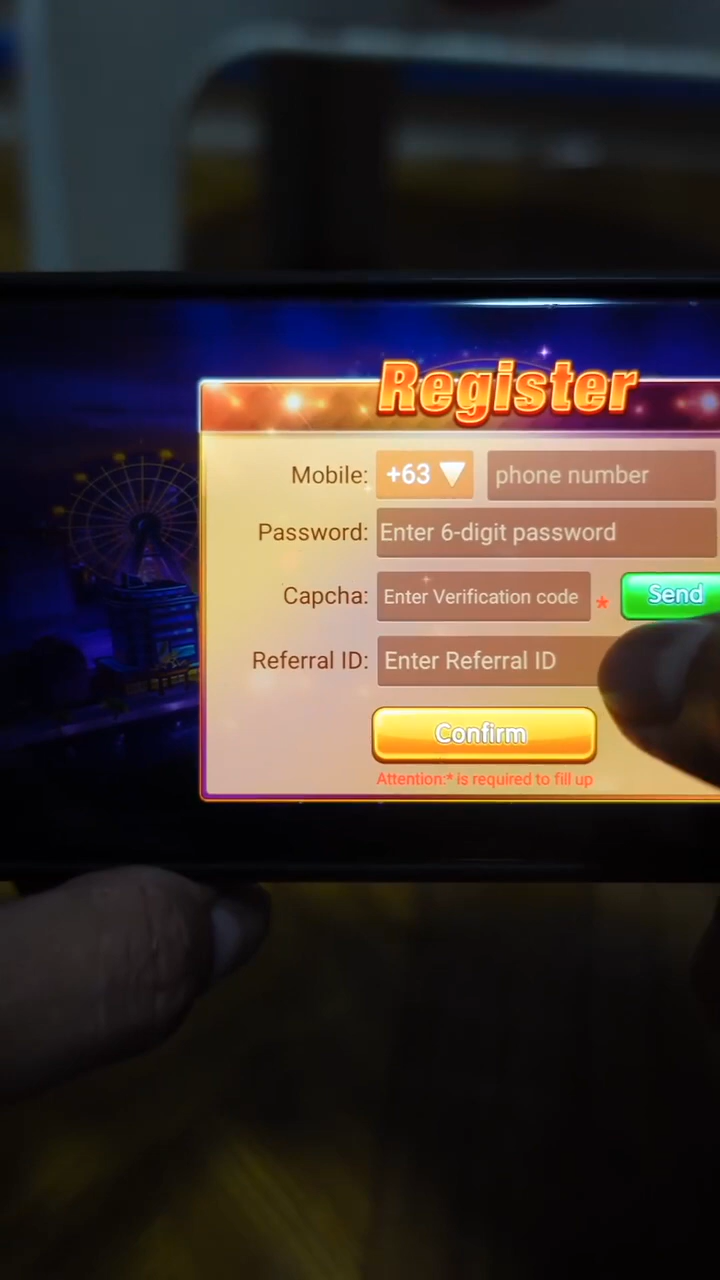 Register
Mobile: +63 phone number
Password: Enter 6-digit password
Capcha: Enter Verification code * Send
Referral ID: Enter Referral ID
Confirm
Attention:* is required to fill up